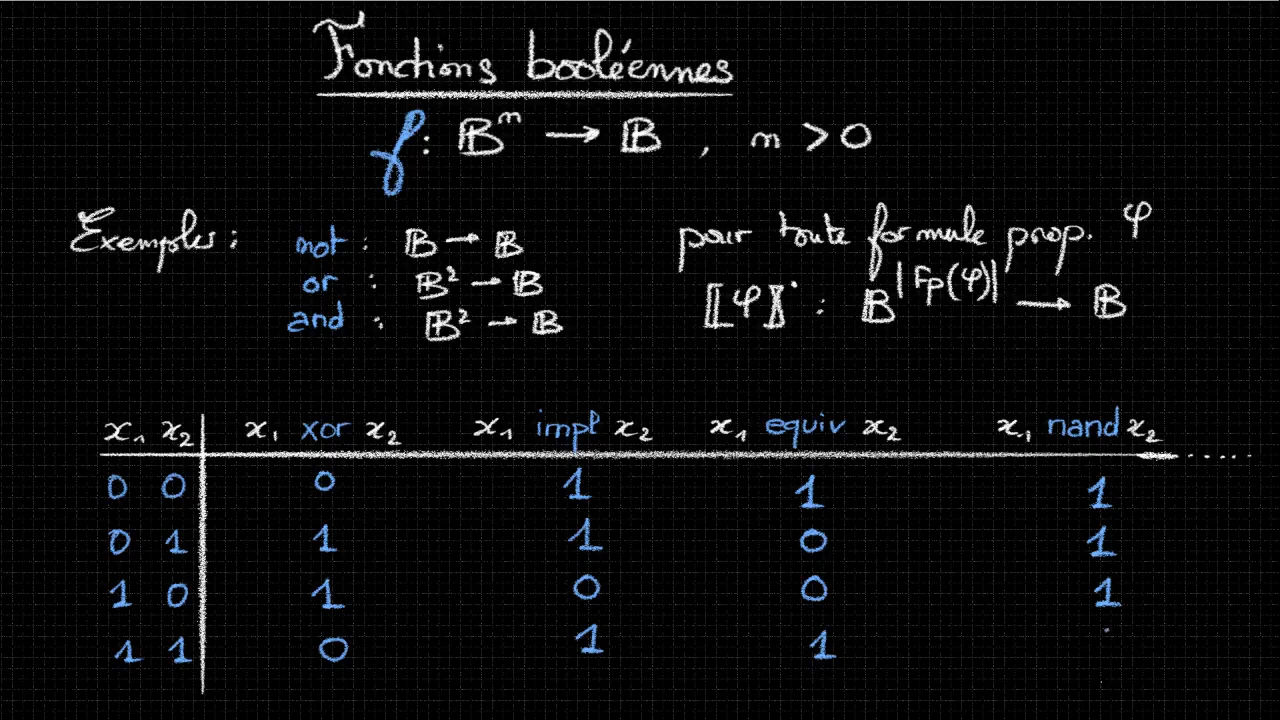 Fonctions booléennes
f : 𝔹ⁿ → 𝔹 , n > 0
Exemples : not : 𝔹 → 𝔹
or : 𝔹² → 𝔹
and : 𝔹² → 𝔹
pour toute formule prop. φ
⟦φ⟧˙ : 𝔹^|Fp(φ)| → 𝔹
x₁ x₂ x₁ xor x₂ x₁ impl x₂ x₁ equiv x₂ x₁ nand x₂ .....
0 0 0 1 1 1
0 1 1 1 0 1
1 0 1 0 0 1
1 1 0 1 1